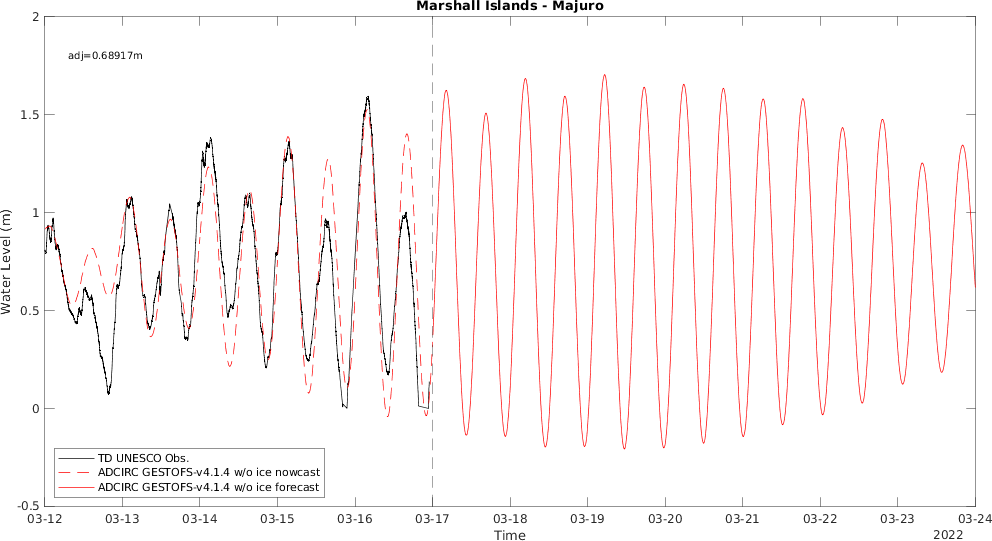 Marshall Islands - Majuro
2
adj=0.68917m
1.5
1
Water Level (m)
0.5
0
TD UNESCO Obs.
ADCIRC GESTOFS-v4.1.4 w/o ice nowcast
ADCIRC GESTOFS-v4.1.4 w/o ice forecast
-0.5
03-12 03-13 03-14 03-15 03-16 03-17 03-18 03-19 03-20 03-21 03-22 03-23 03-24
Time
2022